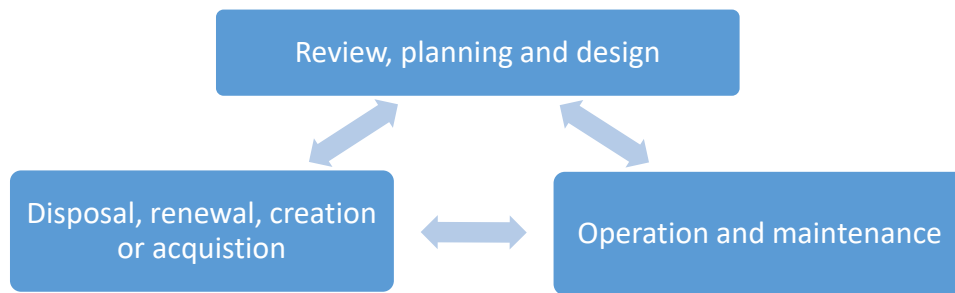 Review, planning and design
Disposal, renewal, creation
or acquistion
Operation and maintenance